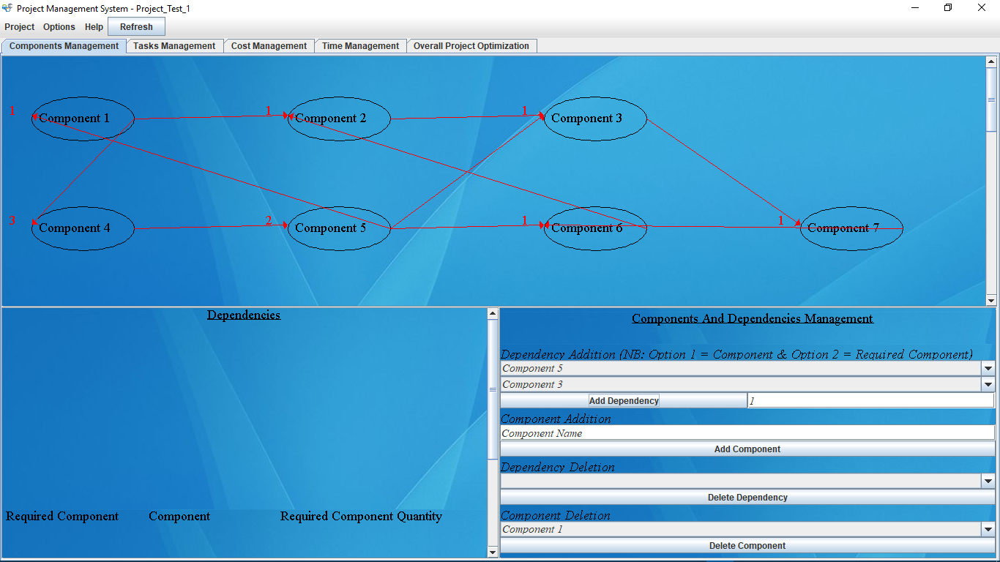 Project Management System - Project_Test_1
Project Options Help Refresh
Components Management Tasks Management Cost Management Time Management Overall Project Optimization
1 Component 1 1 Component 2 1 Component 3
3 Component 4 2 Component 5 1 Component 6 1 Component 7
Dependencies
Required Component Component Required Component Quantity
Components And Dependencies Management
Dependency Addition (NB: Option 1 = Component & Option 2 = Required Component)
Component 5
Component 3
Add Dependency 1
Component Addition
Component Name
Add Component
Dependency Deletion
Delete Dependency
Component Deletion
Component 1
Delete Component